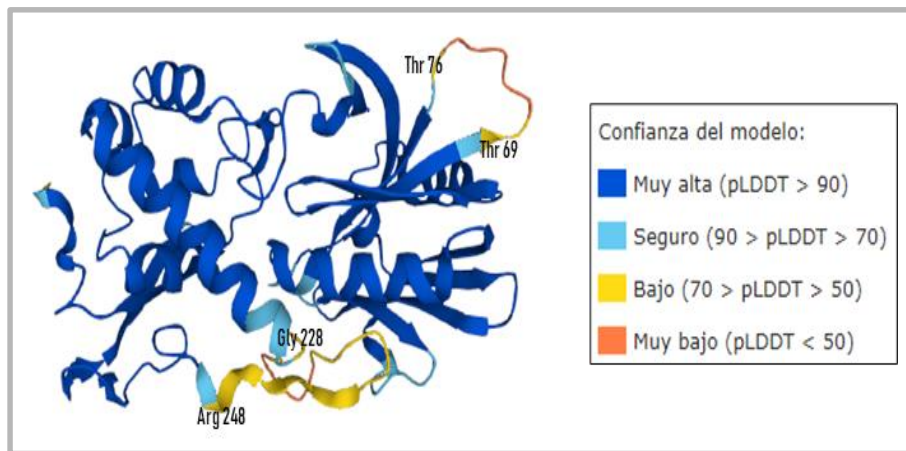 Thr 76
Thr 69
Gly 228
Arg 248
Confianza del modelo:
Muy alta (pLDDT > 90)
Seguro (90 > pLDDT > 70)
Bajo (70 > pLDDT > 50)
Muy bajo (pLDDT < 50)